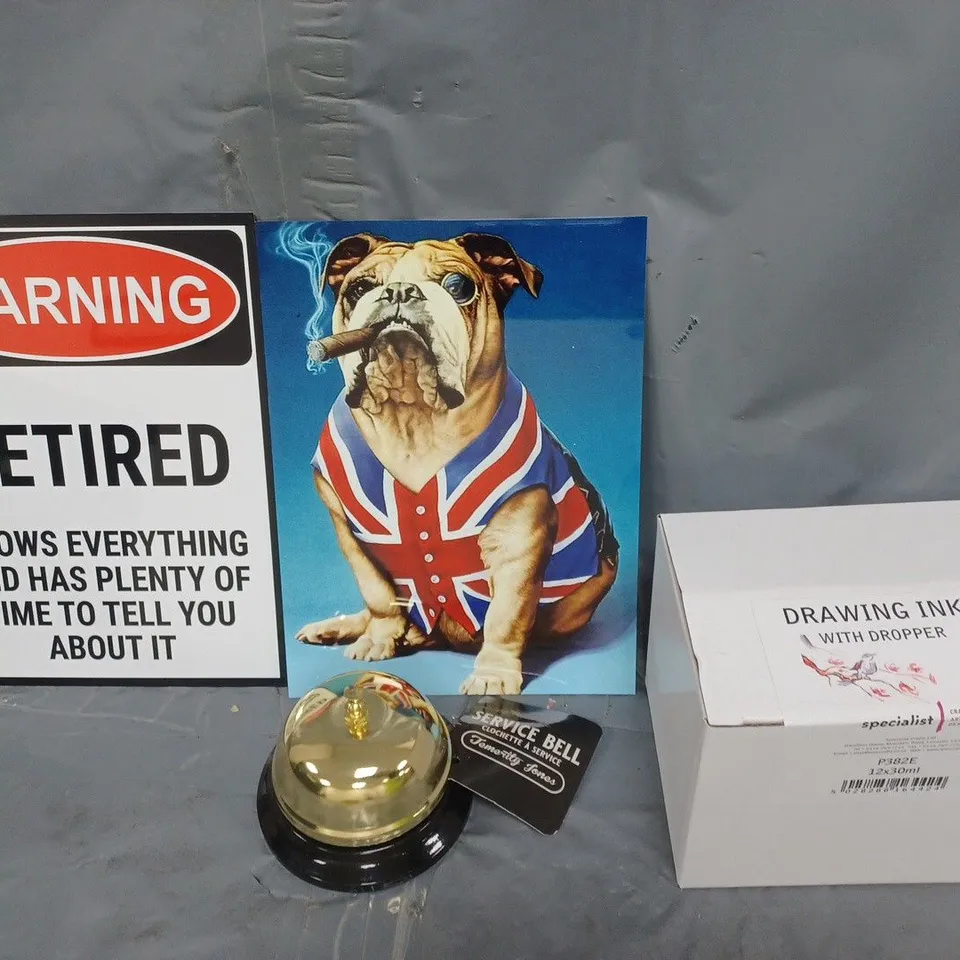 ARNING
ETIRED
OWS EVERYTHING
D HAS PLENTY OF
IME TO TELL YOU
ABOUT IT
SERVICE BELL
CLOCHETTE À SERVICE
Temerity Jones
DRAWING INK
WITH DROPPER
specialist
P382E
12x30ml